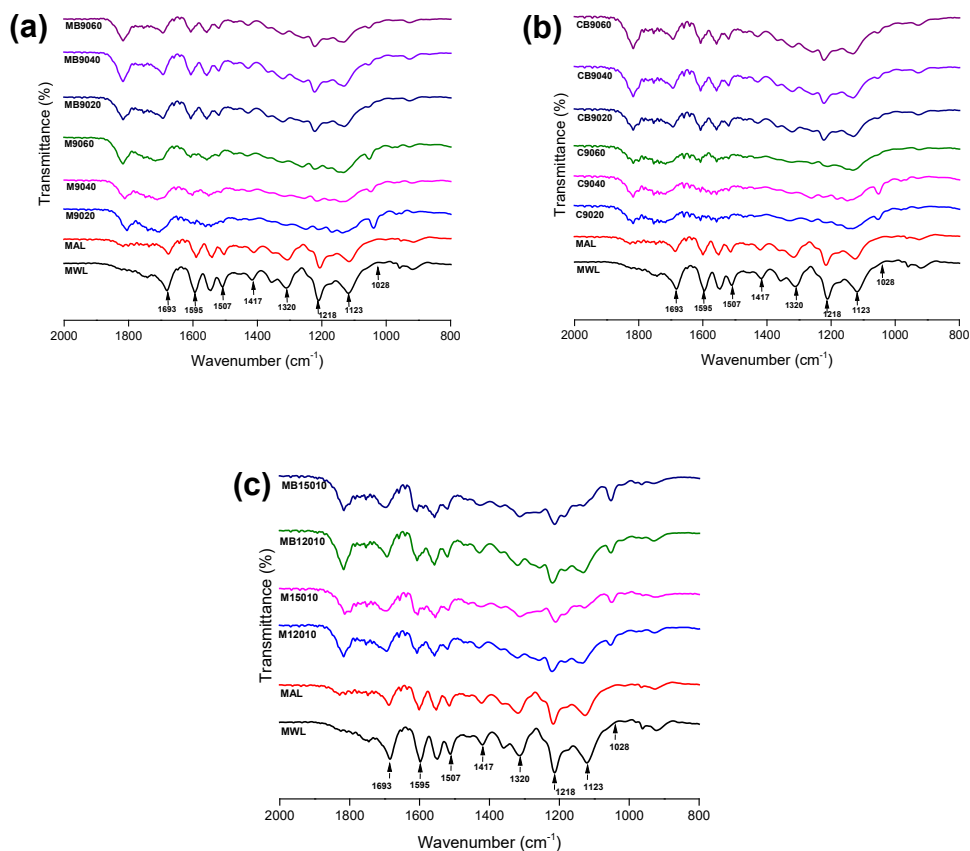 (a)
MB9060
MB9040
MB9020
M9060
M9040
M9020
MAL
MWL
1693
1595
1507
1417
1320
1218
1123
1028
Transmittance (%)
2000 1800 1600 1400 1200 1000 800
Wavenumber (cm-1)
(b)
CB9060
CB9040
CB9020
C9060
C9040
C9020
MAL
MWL
1693
1595
1507
1417
1320
1218
1123
1028
Transmittance (%)
2000 1800 1600 1400 1200 1000 800
Wavenumber (cm-1)
(c)
MB15010
MB12010
M15010
M12010
MAL
MWL
1693
1595
1507
1417
1320
1218
1123
1028
Transmittance (%)
2000 1800 1600 1400 1200 1000 800
Wavenumber (cm-1)